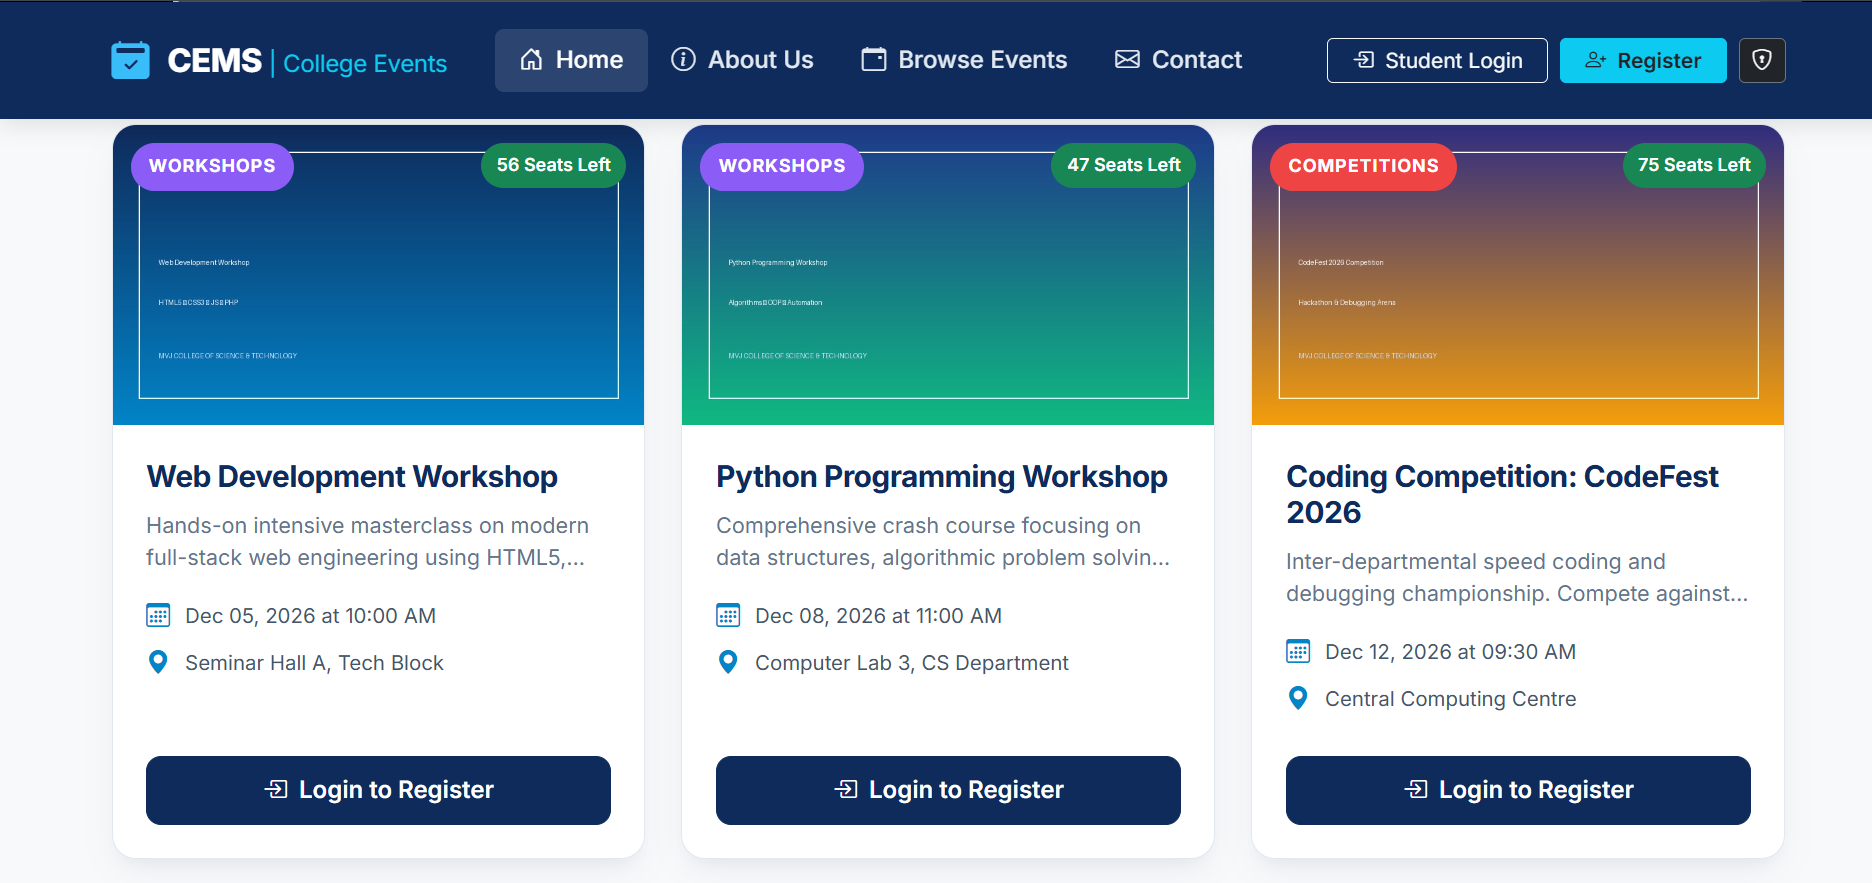 CEMS | College Events
Home
About Us
Browse Events
Contact
Student Login
Register
WORKSHOPS
56 Seats Left
Web Development Workshop
HTML5 CSS3 JS PHP
MVJ COLLEGE OF SCIENCE & TECHNOLOGY
Web Development Workshop
Hands-on intensive masterclass on modern
full-stack web engineering using HTML5,...
Dec 05, 2026 at 10:00 AM
Seminar Hall A, Tech Block
Login to Register
WORKSHOPS
47 Seats Left
Python Programming Workshop
Algorithms OOP Automation
MVJ COLLEGE OF SCIENCE & TECHNOLOGY
Python Programming Workshop
Comprehensive crash course focusing on
data structures, algorithmic problem solvin...
Dec 08, 2026 at 11:00 AM
Computer Lab 3, CS Department
Login to Register
COMPETITIONS
75 Seats Left
CodeFest 2026 Competition
Hackathon & Debugging Arena
MVJ COLLEGE OF SCIENCE & TECHNOLOGY
Coding Competition: CodeFest
2026
Inter-departmental speed coding and
debugging championship. Compete against...
Dec 12, 2026 at 09:30 AM
Central Computing Centre
Login to Register